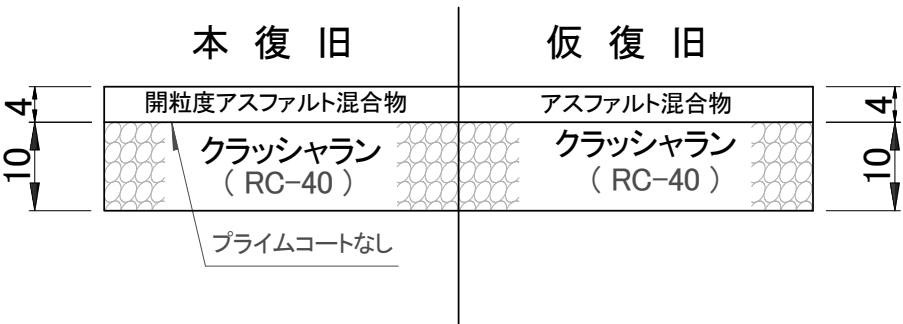 本復旧
仮復旧
4
開粒度アスファルト混合物
アスファルト混合物
4
10
クラッシャラン
(RC-40)
クラッシャラン
(RC-40)
10
プライムコートなし